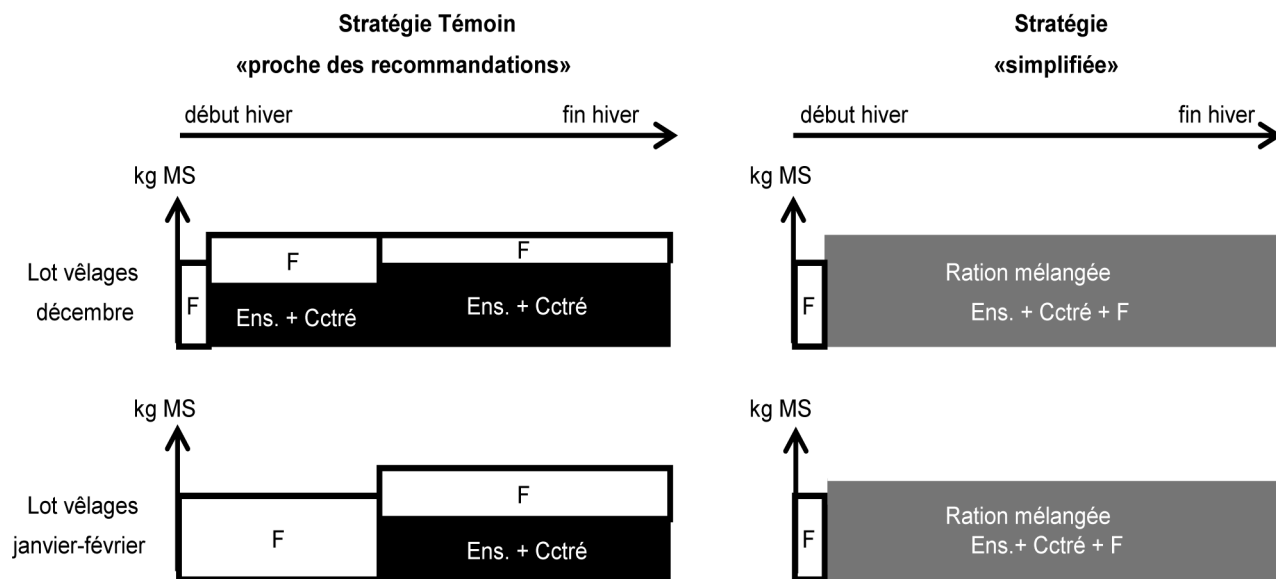 Stratégie Témoin
«proche des recommandations»
début hiver
fin hiver
Stratégie
«simplifiée»
début hiver
fin hiver
kg MS
Lot vêlages
décembre
F
F
Ens. + Cctré
F
Ens. + Cctré
kg MS
F
Ration mélangée
Ens. + Cctré + F
kg MS
Lot vêlages
janvier-février
F
F
Ens. + Cctré
kg MS
F
Ration mélangée
Ens.+ Cctré + F